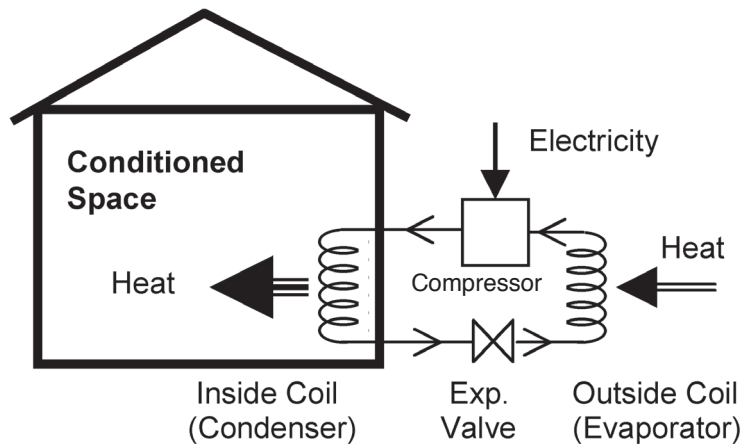 Electricity
Conditioned
Space
Heat
Heat
Compressor
Inside Coil
(Condenser)
Exp.
Valve
Outside Coil
(Evaporator)